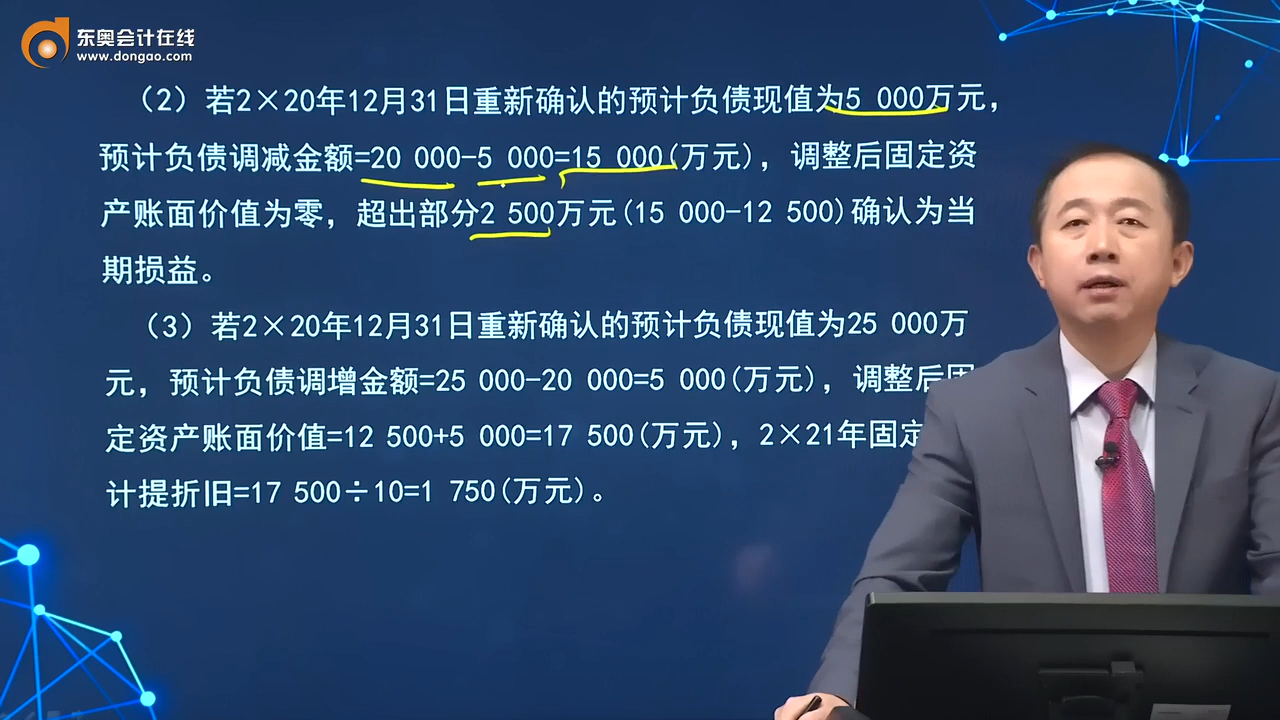 东奥会计在线
www.dongao.com
（2）若2×20年12月31日重新确认的预计负债现值为5 000万元，
预计负债调减金额=20 000-5 000=15 000(万元)，调整后固定资
产账面价值为零，超出部分2 500万元(15 000-12 500)确认为当
期损益。
（3）若2×20年12月31日重新确认的预计负债现值为25 000万
元，预计负债调增金额=25 000-20 000=5 000(万元)，调整后
定资产账面价值=12 500+5 000=17 500(万元)，2×21年固定
计提折旧=17 500÷10=1 750(万元)。